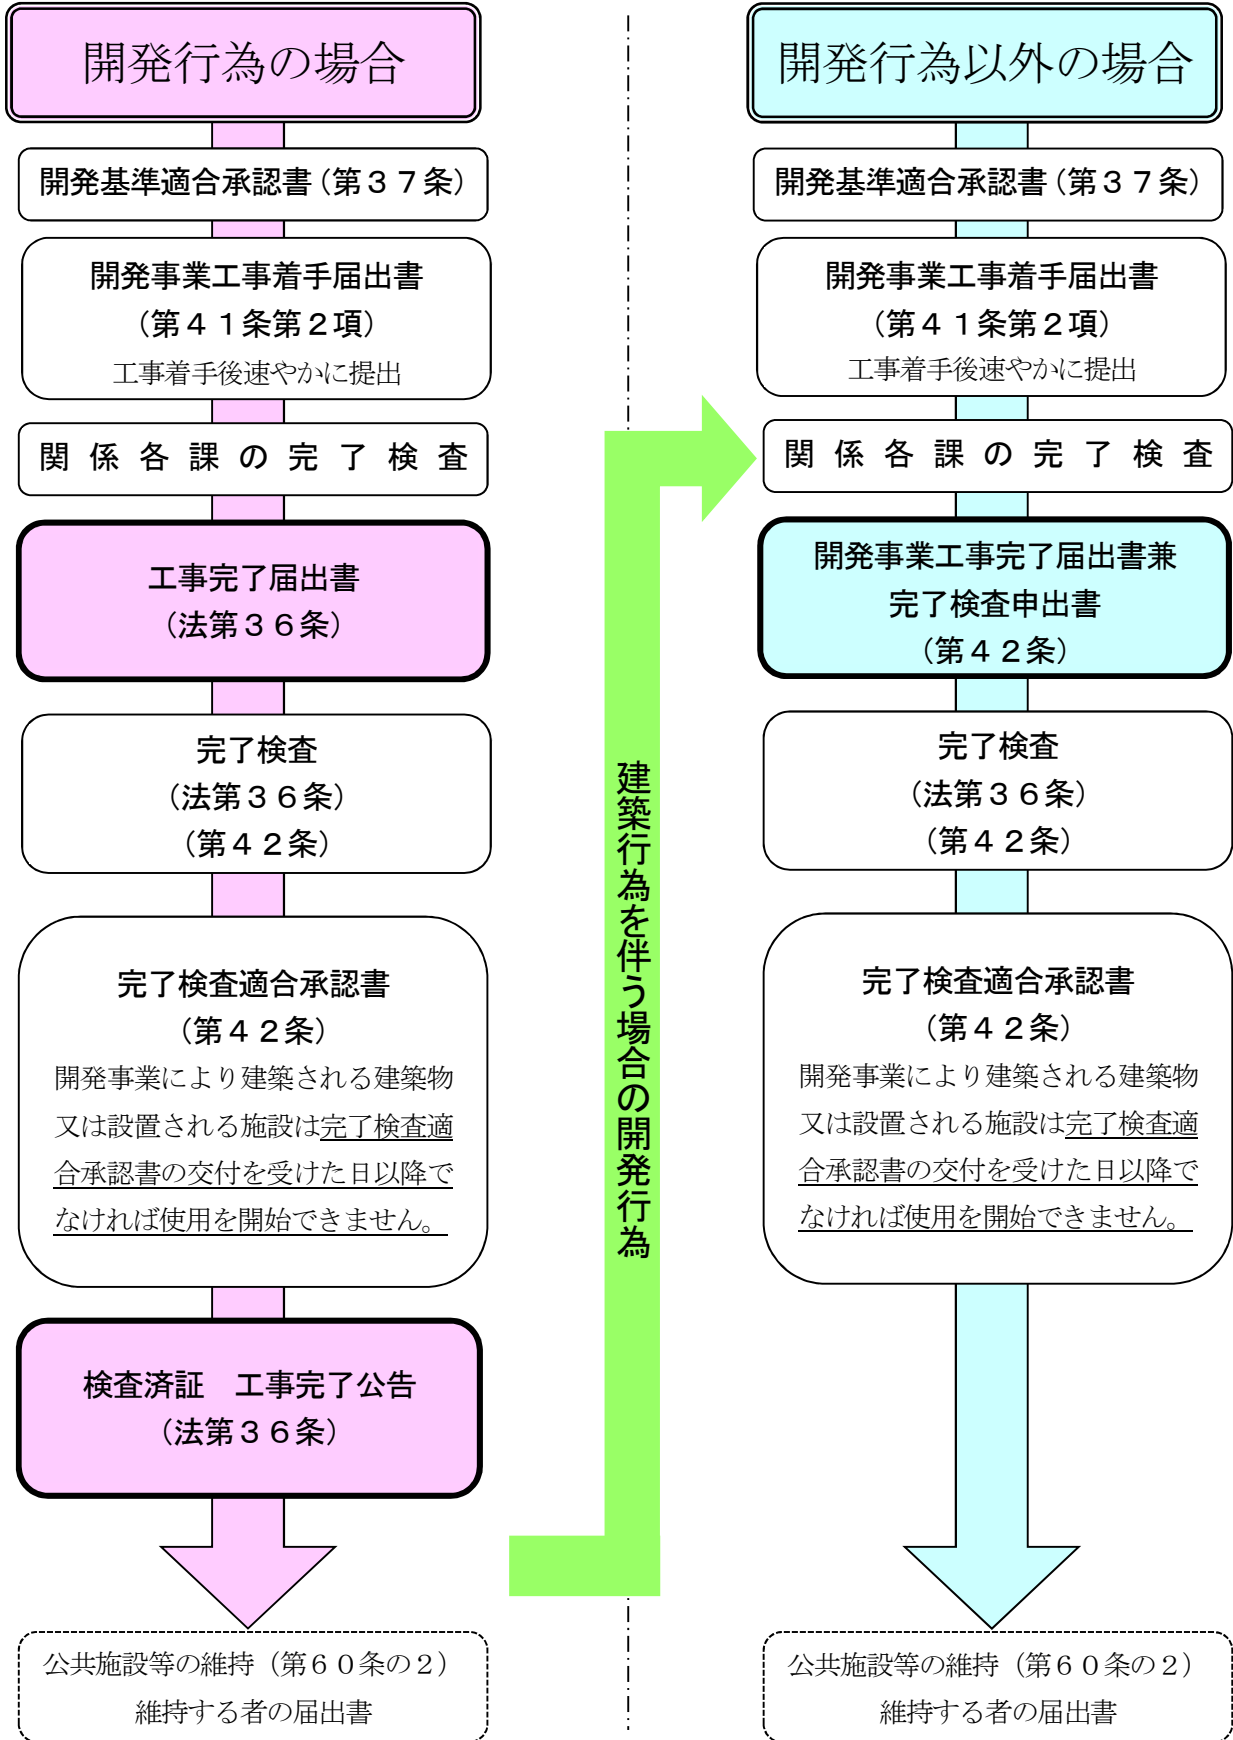 開発行為の場合
開発基準適合承認書（第３７条）
開発事業工事着手届出書
（第４１条第２項）
工事着手後速やかに提出
関係各課の完了検査
工事完了届出書
（法第３６条）
完了検査
（法第３６条）
（第４２条）
完了検査適合承認書
（第４２条）
開発事業により建築される建築物
又は設置される施設は完了検査適
合承認書の交付を受けた日以降で
なければ使用を開始できません。
検査済証　工事完了公告
（法第３６条）
公共施設等の維持（第６０条の２）
維持する者の届出書
建築行為を伴う場合の開発行為
開発行為以外の場合
開発基準適合承認書（第３７条）
開発事業工事着手届出書
（第４１条第２項）
工事着手後速やかに提出
関係各課の完了検査
開発事業工事完了届出書兼
完了検査申出書
（第４２条）
完了検査
（法第３６条）
（第４２条）
完了検査適合承認書
（第４２条）
開発事業により建築される建築物
又は設置される施設は完了検査適
合承認書の交付を受けた日以降で
なければ使用を開始できません。
公共施設等の維持（第６０条の２）
維持する者の届出書